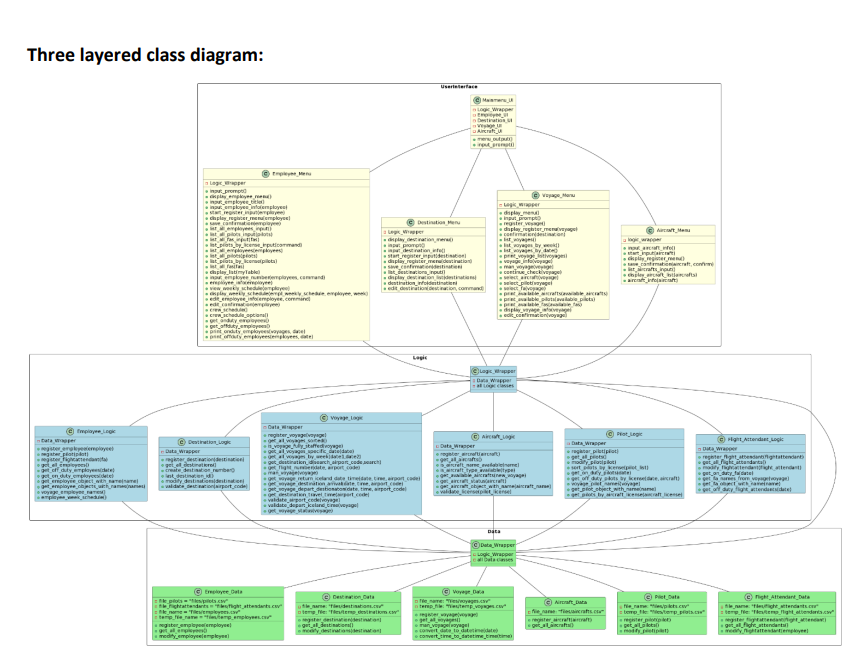 Three layered class diagram:
UserInterface
Mainmenu_UI
Logic_Wrapper
Employee_UI
Destination_UI
Voyage_UI
Aircraft_UI
menu_output()
input_prompt()
Employee_Menu
Logic_Wrapper
input_prompt()
display_employee_menu()
input_employee_title()
input_employee_info(employee)
start_register_input(employee)
display_register_menu(employee)
save_confirmation(employee)
list_all_employees_input()
list_all_pilots_input(pilots)
list_all_fas_input(fas)
list_pilots_by_license_input(command)
list_all_employees(employees)
list_all_pilots(pilots)
list_pilots_by_license(pilots)
list_all_fas(fas)
display_list(myTable)
input_employee_number(employees, command)
employee_info(employee)
view_weekly_schedule(employee)
display_weekly_schedule(empl_weekly_schedule, employee, week)
edit_employee_info(employee, command)
edit_confirmation(employee)
crew_schedule()
crew_schedule_options()
get_onduty_employees()
get_offduty_employees()
print_onduty_employees(voyages, date)
print_offduty_employees(employees, date)
Destination_Menu
Logic_Wrapper
display_destination_menu()
input_prompt()
input_destination_info()
start_register_input(destination)
display_register_menu(destination)
save_confirmation(destination)
list_destinations_input()
display_destination_list(destinations)
destination_info(destination)
edit_destination(destination, command)
Voyage_Menu
Logic_Wrapper
display_menu()
input_prompt()
register_voyage()
display_register_menu(voyage)
confirmation(destination)
list_voyages()
list_voyages_by_week()
list_voyages_by_date()
print_voyage_list(voyages)
voyage_info(voyage)
man_voyage(voyage)
continue_check(voyage)
select_aircraft(voyage)
select_pilot(voyage)
select_fa(voyage)
print_available_aircrafts(available_aircrafts)
print_available_pilots(available_pilots)
print_available_fas(available_fas)
display_voyage_info(voyage)
edit_confirmation(voyage)
Aircraft_Menu
logic_wrapper
input_aircraft_info()
start_input(aircraft)
display_register_menu()
save_confirmation(aircraft, confirm)
list_aircrafts_input()
display_aircraft_list(aircrafts)
aircraft_info(aircraft)
Logic
Logic_Wrapper
Data_Wrapper
all Logic classes
Employee_Logic
Data_Wrapper
register_employee(employee)
register_pilot(pilot)
register_flightattendant(fa)
get_all_employees()
get_off_duty_employees(date)
get_on_duty_employees(date)
get_employee_object_with_name(name)
get_employee_objects_with_names(names)
voyage_employee_names()
employee_week_schedule()
Destination_Logic
Data_Wrapper
register_destination(destination)
get_all_destinations()
create_destination_number()
last_destination_id()
modify_destination(destination)
validate_destination(airport_code)
Voyage_Logic
Data_Wrapper
register_voyage(voyage)
get_all_voyages_sorted()
is_voyage_fully_staffed(voyage)
get_all_voyages_specific_date(date)
get_all_voyages_by_week(date1,date2)
get_destination_id(search_airport_code,search)
get_flight_number(date, airport_code)
man_voyage(voyage)
get_voyage_return_iceland_date_time(date, time, airport_code)
get_voyage_destination_arrival(date, time, airport_code)
get_voyage_depart_destination(date, time, airport_code)
validate_airport_code(voyage)
get_destination_travel_time(airport_code)
validate_depart_iceland_time(voyage)
get_voyage_status(voyage)
Aircraft_Logic
Data_Wrapper
register_aircraft(aircraft)
get_all_aircrafts()
is_aircraft_name_available(name)
is_aircraft_type_available(type)
get_available_aircrafts(new_voyage)
get_aircraft_status(aircraft)
get_aircraft_object_with_name(aircraft_name)
validate_license(pilot_license)
Pilot_Logic
Data_Wrapper
register_pilot(pilot)
get_all_pilots()
modify_pilot(pilot)
sort_pilots_by_license(pilot_list)
get_on_duty_pilots(date)
get_off_duty_pilots_by_license(date, aircraft)
voyage_pilot_names(voyage)
get_pilot_object_with_name(name)
get_pilots_by_aircraft_license(aircraft_license)
Flight_Attendant_Logic
Data_Wrapper
register_flight_attendant(flightattendant)
get_all_flight_attendants()
modify_flightattendant(flight_attendant)
get_on_duty_fa(date)
get_fa_names_from_voyage(voyage)
get_fa_object_with_name(name)
get_off_duty_flight_attendants(date)
Data
Data_Wrapper
Logic_Wrapper
all Data classes
Employee_Data
file_pilots = "files/pilots.csv"
file_flightattendants = "files/flight_attendants.csv"
file_name = "files/employees.csv"
temp_file_name = "files/temp_employees.csv"
register_employee(employee)
get_all_employees()
modify_employee(employee)
Destination_Data
file_name: "files/destinations.csv"
temp_file: "files/temp_destinations.csv"
register_destination(destination)
get_all_destinations()
modify_destinations(destination)
Voyage_Data
file_name: "files/voyages.csv"
temp_file: "files/temp_voyages.csv"
register_voyage(voyage)
get_all_voyages()
man_voyage(voyage)
convert_date_to_datetime(date)
convert_time_to_datetime_time(time)
Aircraft_Data
file_name: "files/aircrafts.csv"
register_aircraft(aircraft)
get_all_aircrafts()
Pilot_Data
file_name: "files/pilots.csv"
temp_file: "files/temp_pilots.csv"
register_pilot(pilot)
get_all_pilots()
modify_pilot(pilot)
Flight_Attendant_Data
file_name: "files/flight_attendants.csv"
temp_file: "files/temp_flight_attendants.csv"
register_flightattendant(employee)
get_all_flight_attendants()
modify_flightattendant(employee)